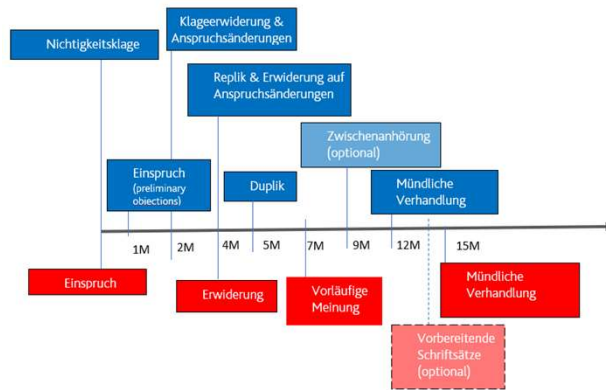 Klageerwiderung &
Anspruchsänderungen
Nichtigkeitsklage
Replik & Erwiderung auf
Anspruchsänderungen
Zwischenanhörung
(optional)
Einspruch
(preliminary
objections)
Duplik
Mündliche
Verhandlung
1M
2M
4M
5M
7M
9M
12M
15M
Einspruch
Erwiderung
Vorläufige
Meinung
Mündliche
Verhandlung
Vorbereitende
Schriftsätze
(optional)